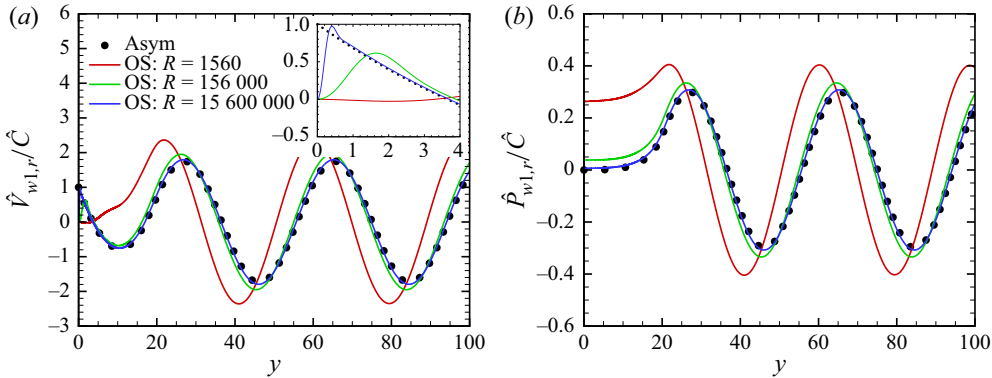 (a)
6
5
4
3
2
1
0
–1
–2
–3
V̂w1,r/Ĉ
Asym
OS: R = 1560
OS: R = 156 000
OS: R = 15 600 000
1.0
0.5
0
–0.5
0 1 2 3 4
0 20 40 60 80 100
y
(b)
0.6
0.4
0.2
0
–0.2
–0.4
–0.6
P̂w1,r/Ĉ
0 20 40 60 80 100
y